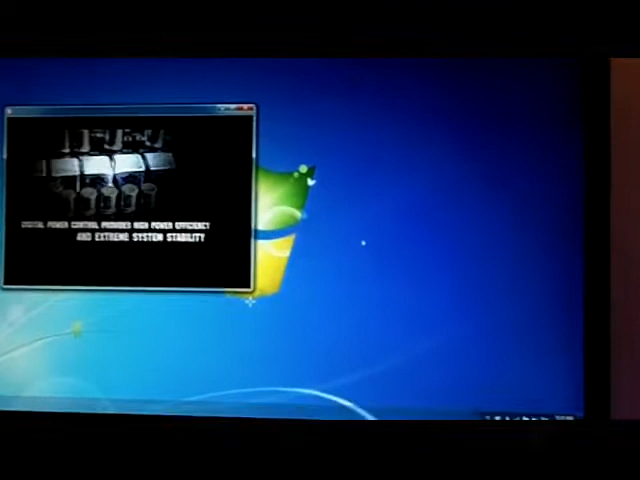 DIGITAL POWER CONTROL PROVIDES HIGH POWER EFFICIENCY
AND EXTREME SYSTEM STABILITY